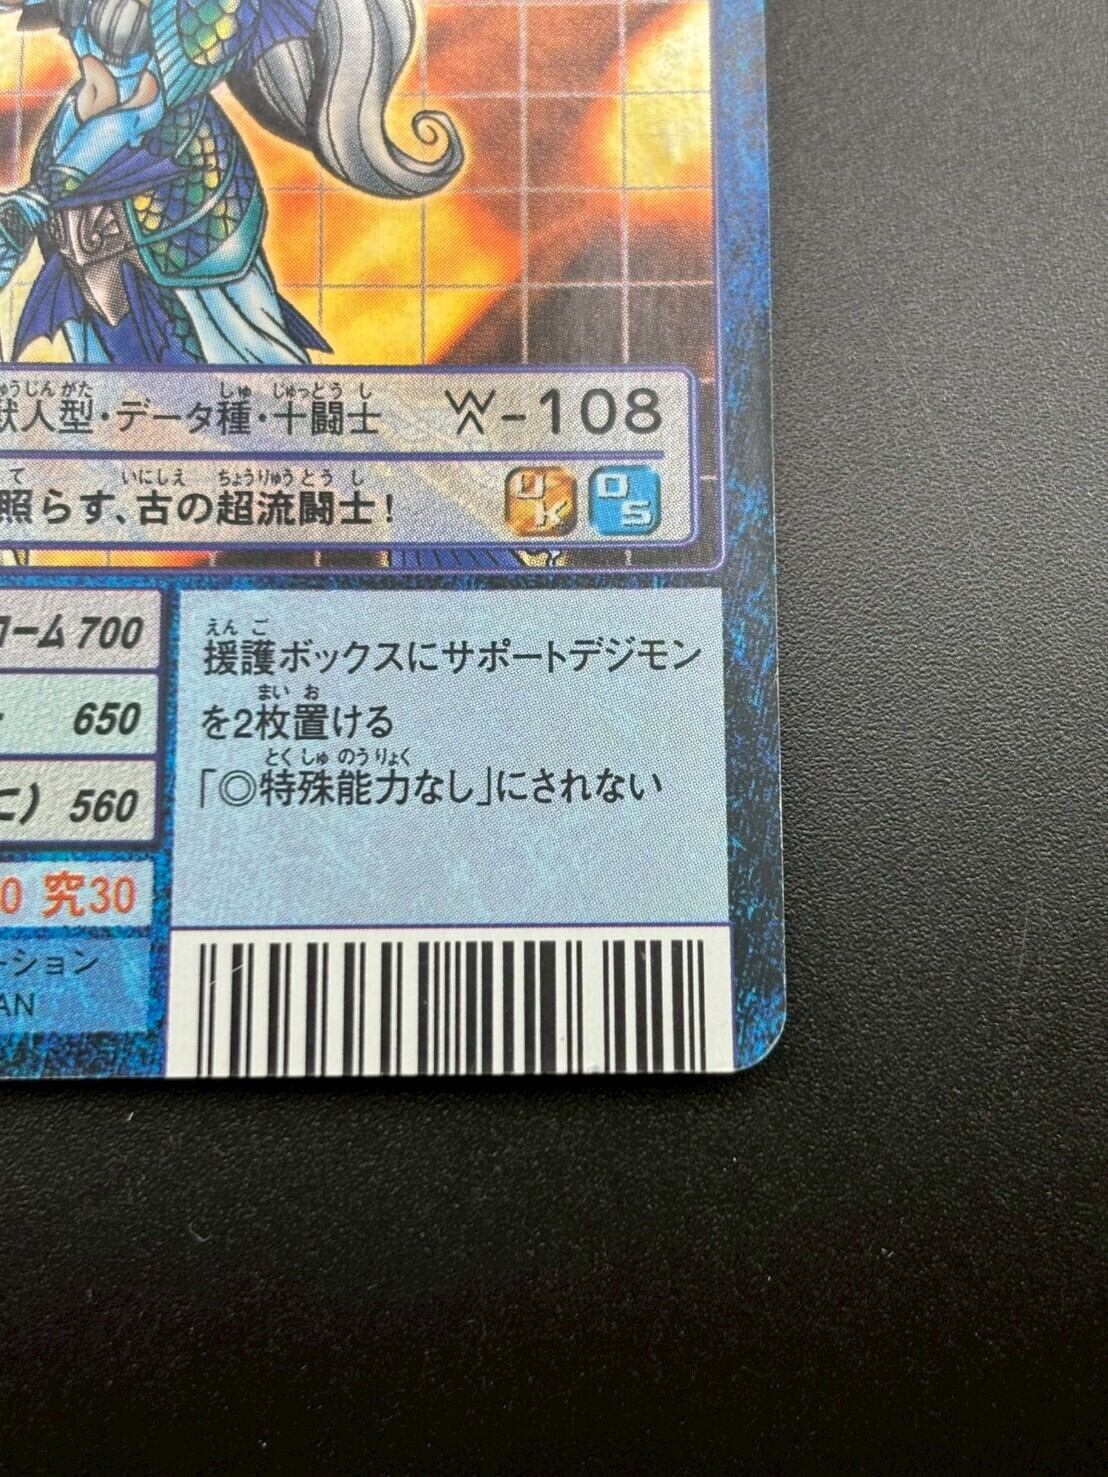 獣人型・データ種・十闘士 W-108
照らす、古の超流闘士! UK DS
ーム 700
援護ボックスにサポートデジモン
を2枚置ける
「◎特殊能力なし」にされない
650
ニ) 560
0 究30
ーション
AN